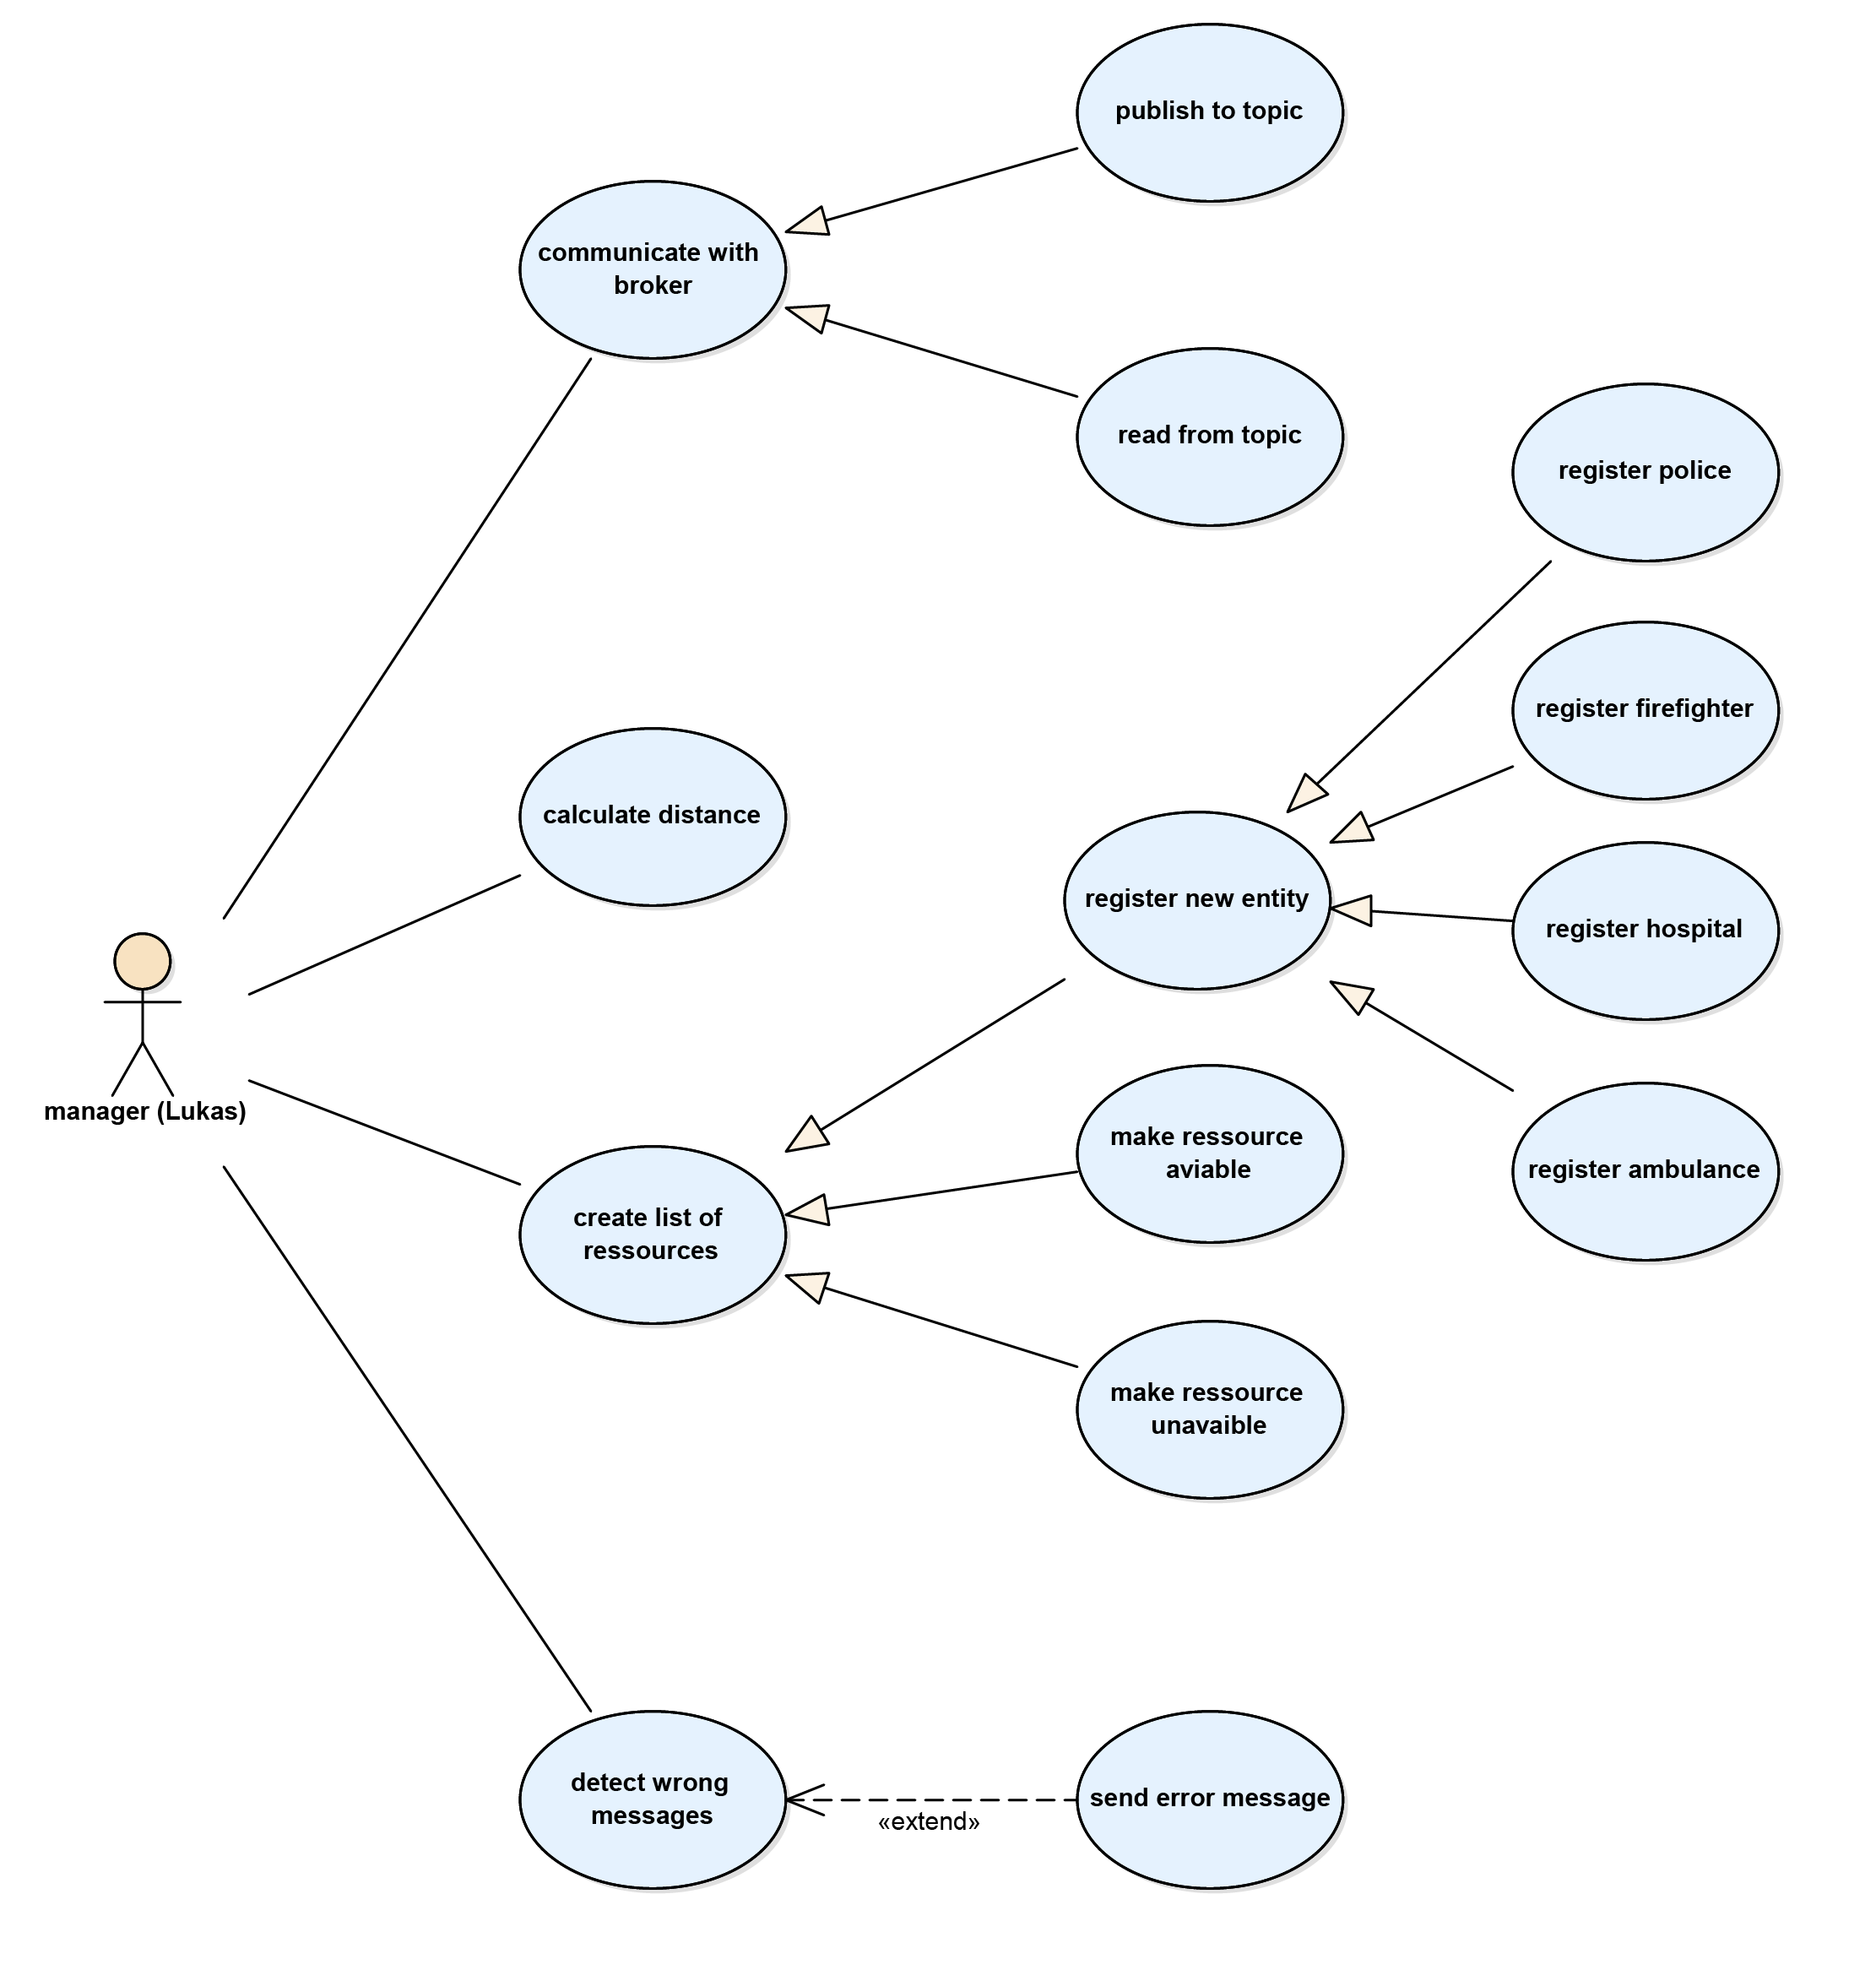 publish to topic
communicate with
broker
read from topic
register police
register firefighter
calculate distance
register new entity
register hospital
manager (Lukas)
make ressource
aviable
register ambulance
create list of
ressources
make ressource
unavaible
detect wrong
messages
«extend»
send error message